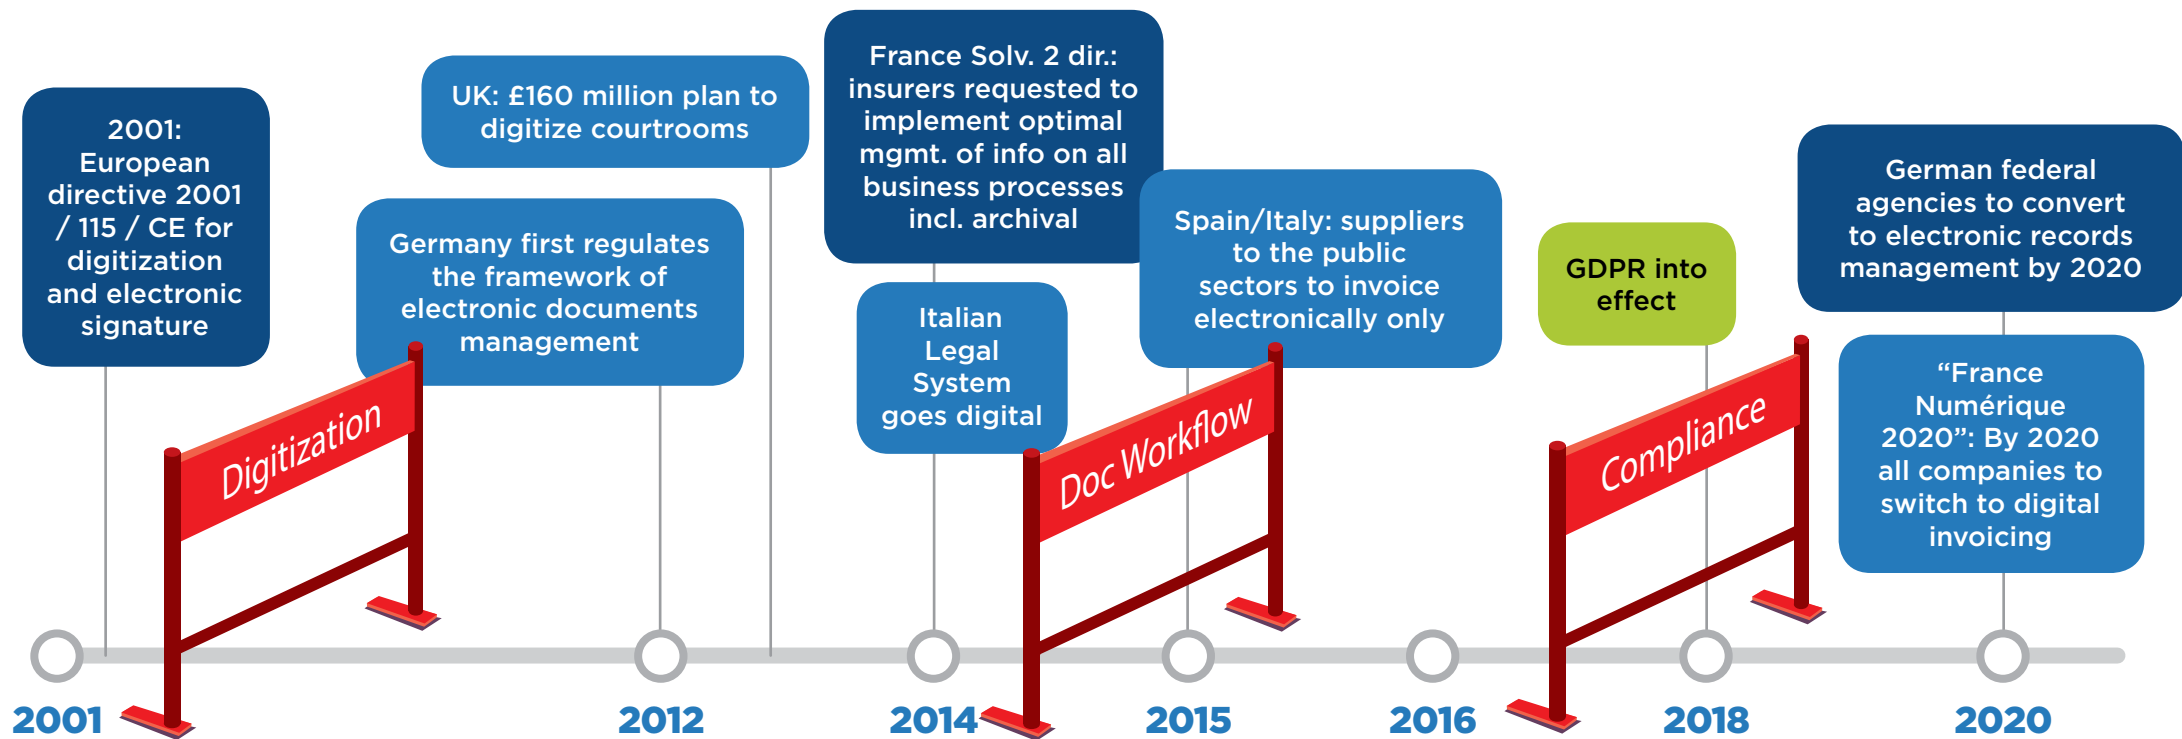 2001:
European
directive 2001
/ 115 / CE for
digitization
and electronic
signature
UK: £160 million plan to
digitize courtrooms
Germany first regulates
the framework of
electronic documents
management
France Solv. 2 dir.:
insurers requested to
implement optimal
mgmt. of info on all
business processes
incl. archival
Italian
Legal
System
goes digital
Spain/Italy: suppliers
to the public
sectors to invoice
electronically only
GDPR into
effect
German federal
agencies to convert
to electronic records
management by 2020
“France
Numérique
2020”: By 2020
all companies to
switch to digital
invoicing
Digitization
Doc Workflow
Compliance
2001
2012
2014
2015
2016
2018
2020